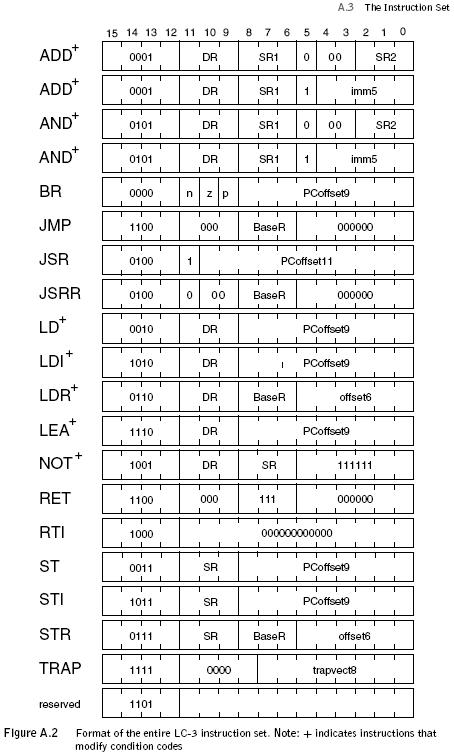 A.3 The Instruction Set
15 14 13 12 11 10 9 8 7 6 5 4 3 2 1 0
ADD+ 0001 DR SR1 0 00 SR2
ADD+ 0001 DR SR1 1 imm5
AND+ 0101 DR SR1 0 00 SR2
AND+ 0101 DR SR1 1 imm5
BR 0000 n z p PCoffset9
JMP 1100 000 BaseR 000000
JSR 0100 1 PCoffset11
JSRR 0100 0 00 BaseR 000000
LD+ 0010 DR PCoffset9
LDI+ 1010 DR PCoffset9
LDR+ 0110 DR BaseR offset6
LEA+ 1110 DR PCoffset9
NOT+ 1001 DR SR 111111
RET 1100 000 111 000000
RTI 1000 000000000000
ST 0011 SR PCoffset9
STI 1011 SR PCoffset9
STR 0111 SR BaseR offset6
TRAP 1111 0000 trapvect8
reserved 1101
Figure A.2 Format of the entire LC-3 instruction set. Note: + indicates instructions that
modify condition codes